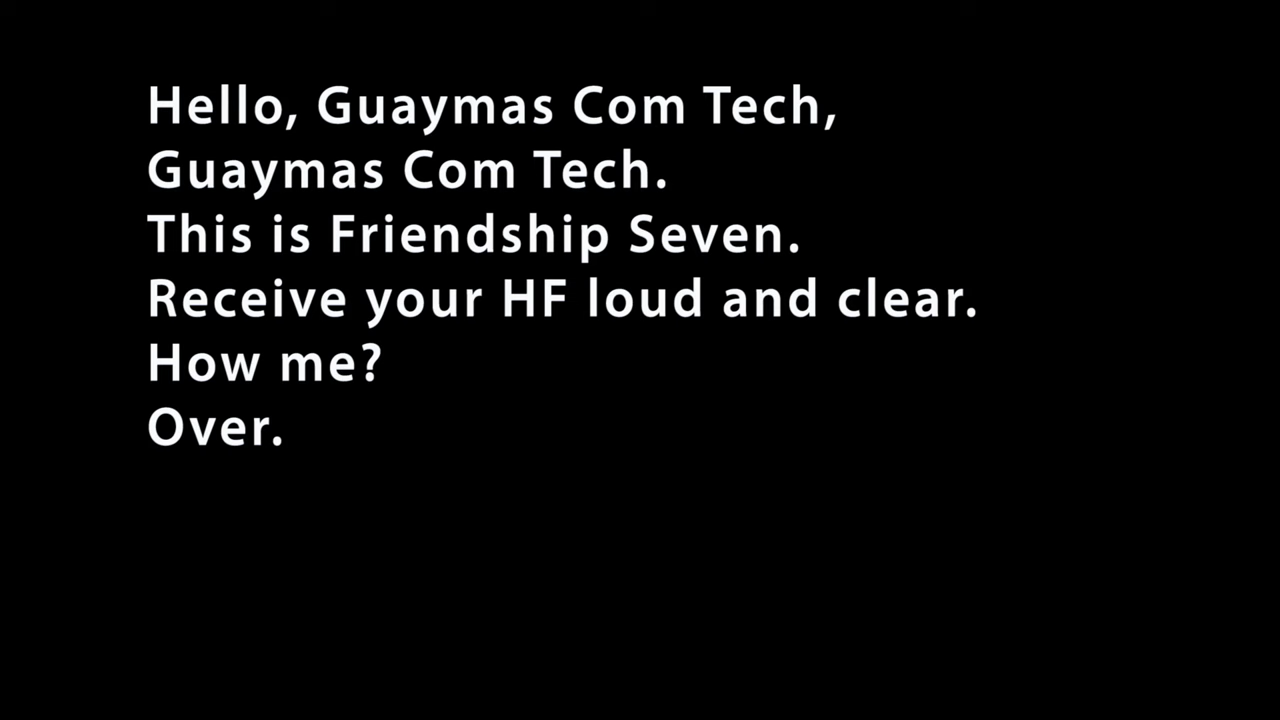 Hello, Guaymas Com Tech,
Guaymas Com Tech.
This is Friendship Seven.
Receive your HF loud and clear.
How me?
Over.